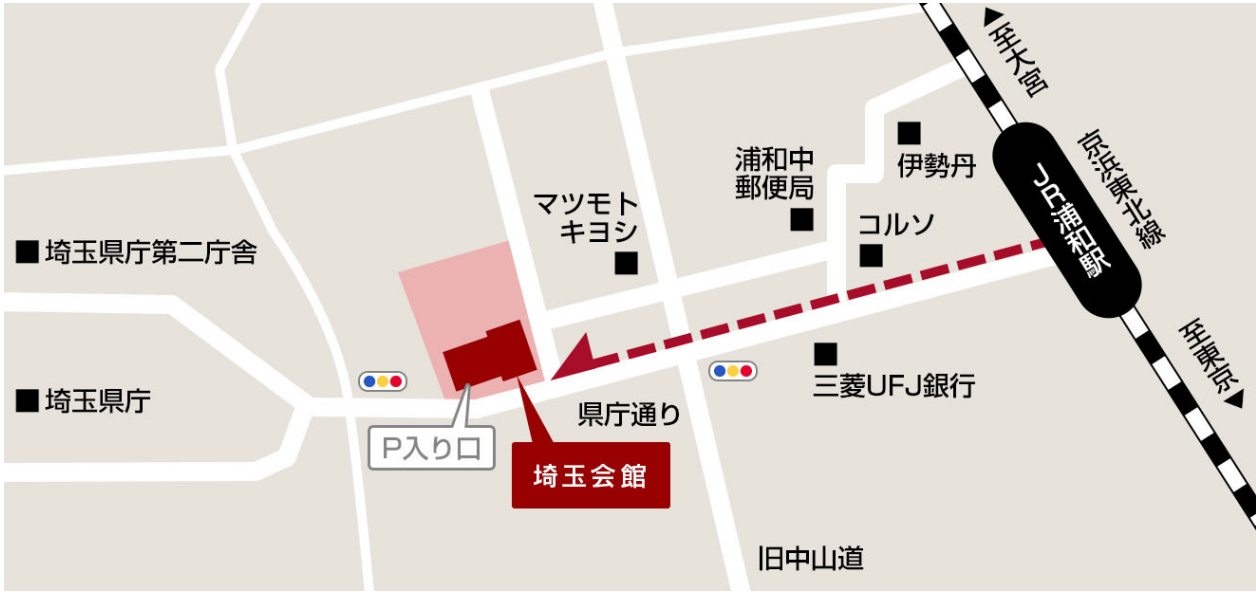 至大宮
京浜東北線
JR浦和駅
至東京
伊勢丹
浦和中
郵便局
コルソ
マツモト
キヨシ
埼玉県庁第二庁舎
埼玉県庁
三菱UFJ銀行
県庁通り
P入り口
埼玉会館
旧中山道